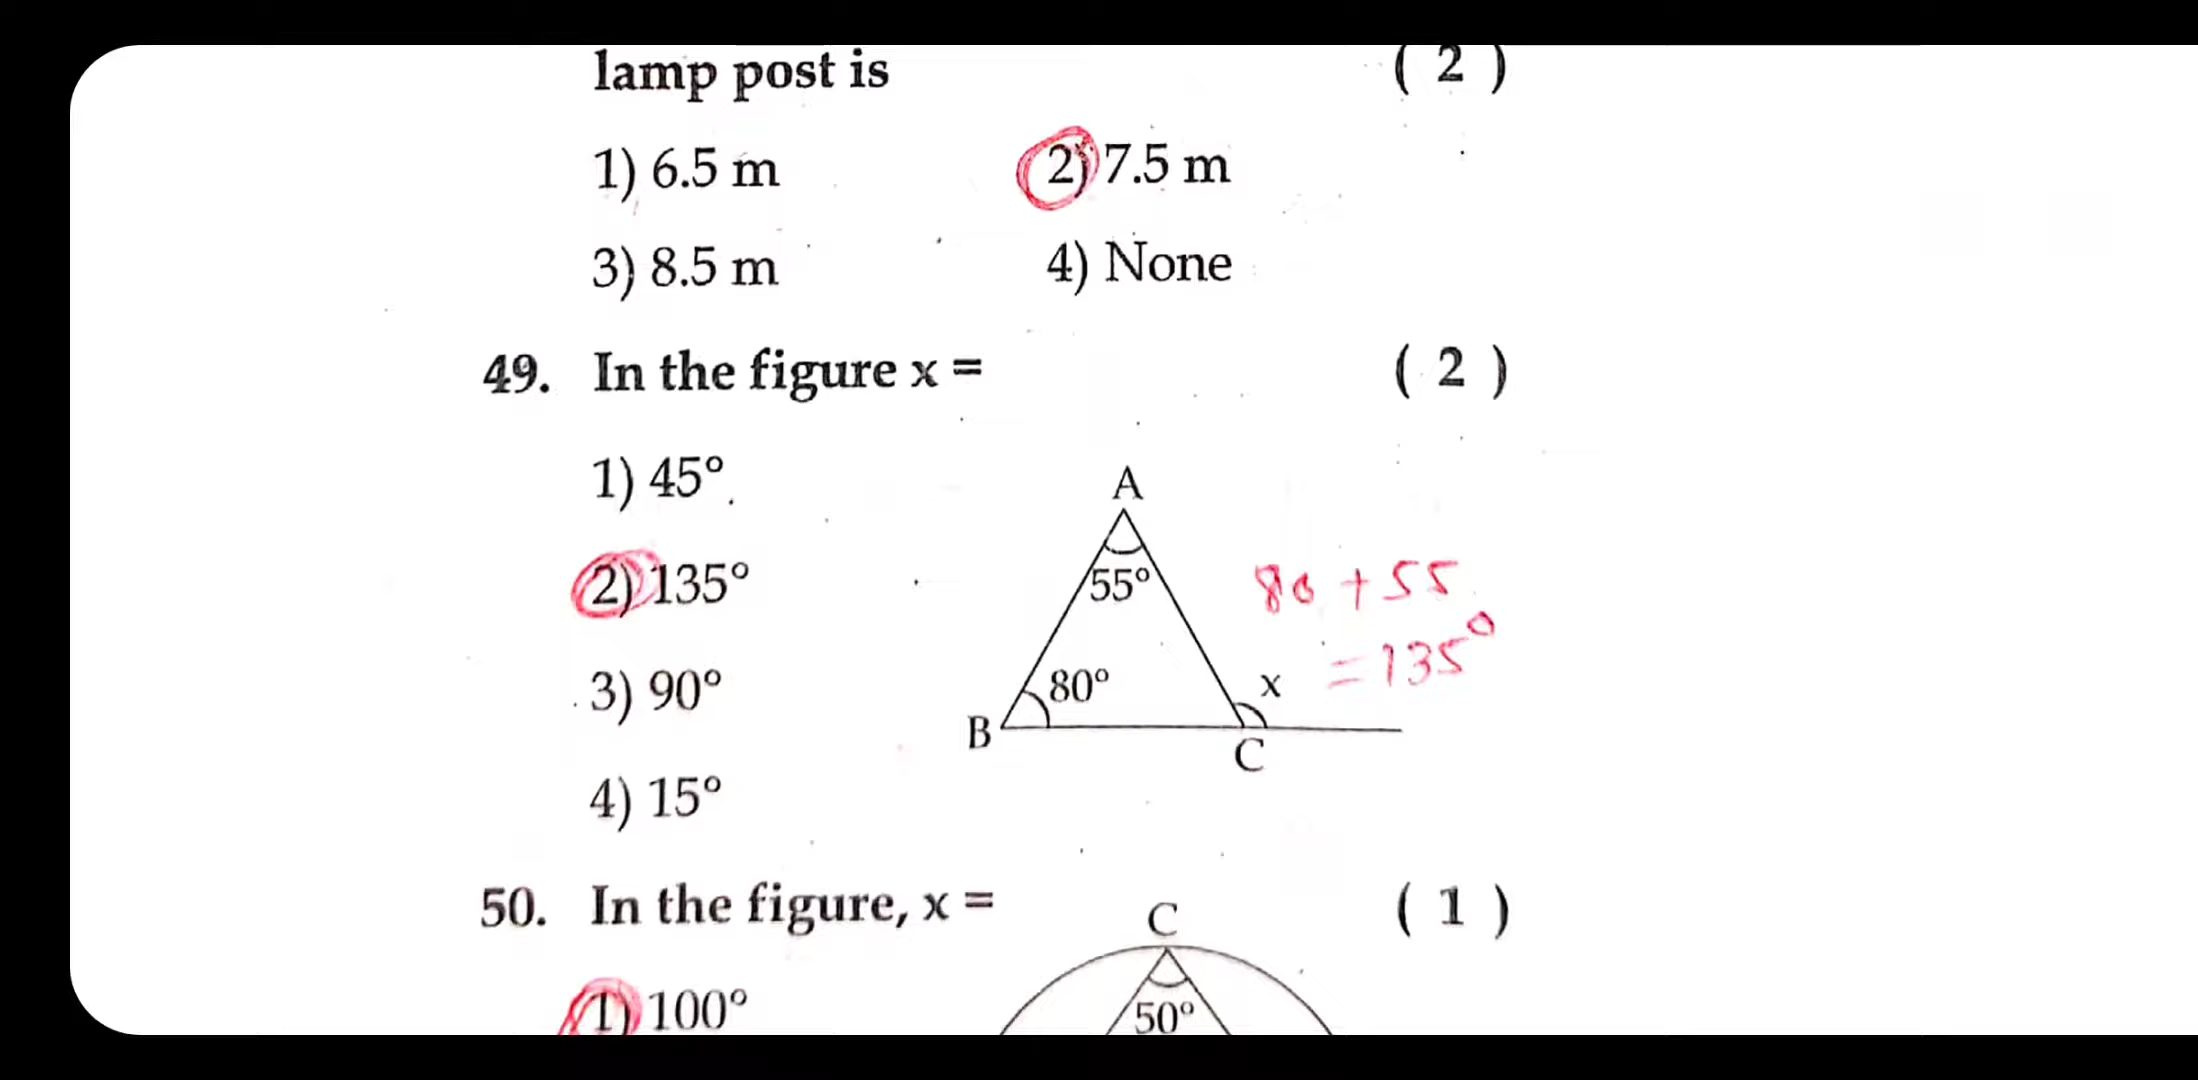 lamp post is ( 2 )
1) 6.5 m 2) 7.5 m
3) 8.5 m 4) None
49. In the figure x = ( 2 )
1) 45°
2) 135°
3) 90°
4) 15°
A
55°
80°
x
B
C
80 + 55
= 135°
50. In the figure, x = ( 1 )
1) 100°
C
50°